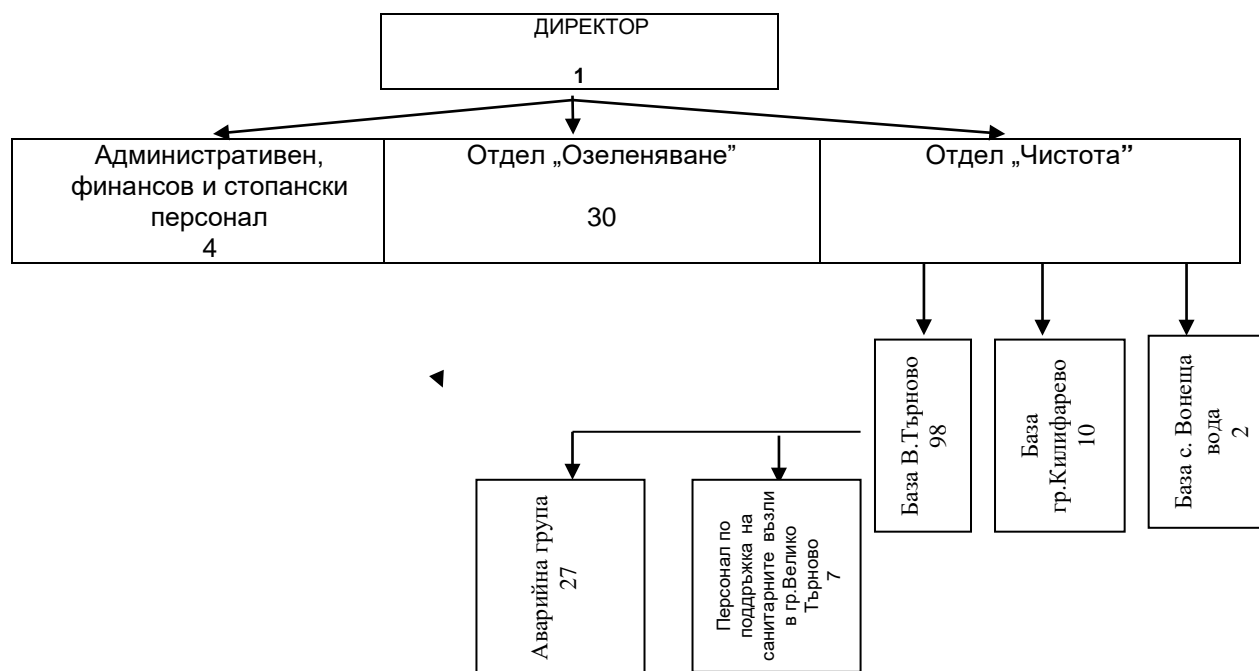 ДИРЕКТОР
1
Административен,
финансов и стопански
персонал
4
Отдел „Озеленяване”
30
Отдел „Чистота”
База В.Търново
98
База
гр.Килифарево
10
База с. Вонеща
вода
2
Аварийна група
27
Персонал по
поддръжка на
санитарните възли
в гр.Велико
Търново
7